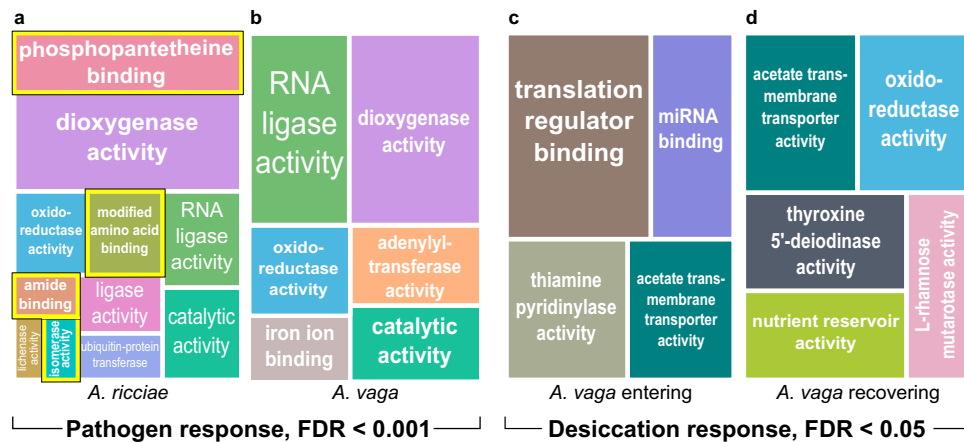 a
phosphopantetheine
binding
dioxygenase
activity
oxido-
reductase
activity
modified
amino acid
binding
RNA
ligase
activity
amide
binding
ligase
activity
catalytic
activity
lichenase
activity
isomerase
activity
ubiquitin-protein
transferase
A. ricciae
b
RNA
ligase
activity
dioxygenase
activity
oxido-
reductase
activity
adenylyl-
transferase
activity
iron ion
binding
catalytic
activity
A. vaga
Pathogen response, FDR < 0.001
c
translation
regulator
binding
miRNA
binding
thiamine
pyridinylase
activity
acetate trans-
membrane
transporter
activity
A. vaga entering
d
acetate trans-
membrane
transporter
activity
oxido-
reductase
activity
thyroxine
5'-deiodinase
activity
L-rhamnose
mutarotase activity
nutrient reservoir
activity
A. vaga recovering
Desiccation response, FDR < 0.05